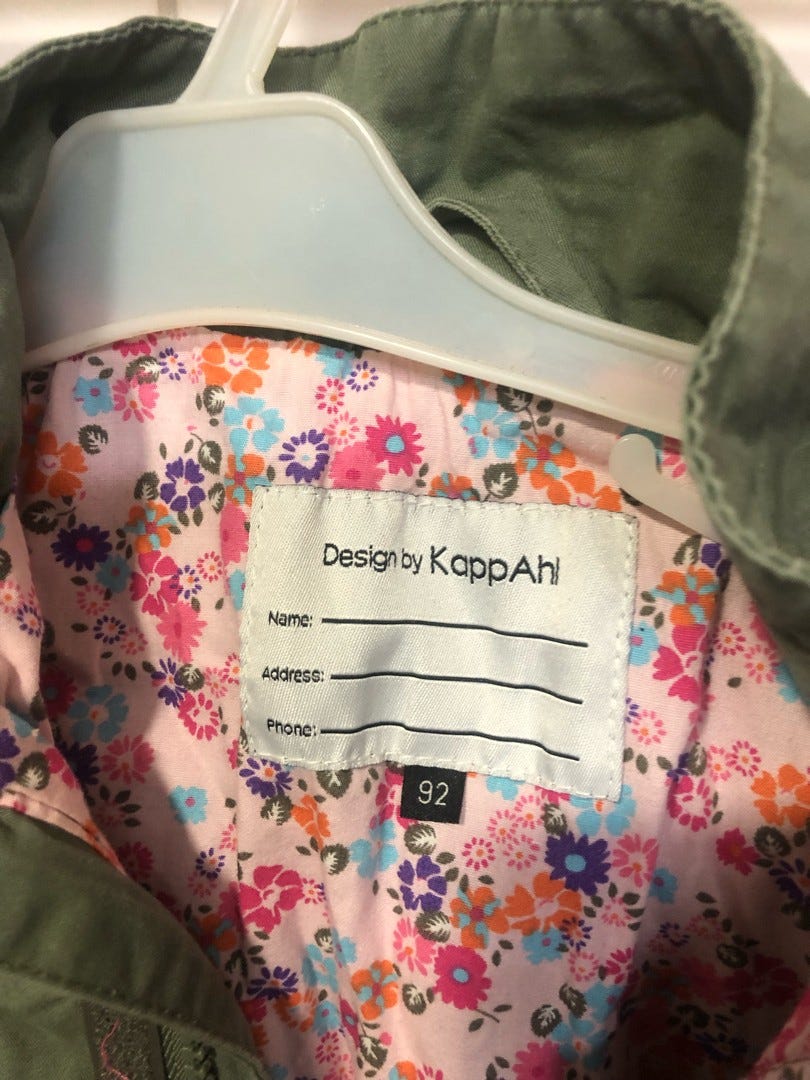 Design by KappAhl
Name:
Address:
Phone:
92